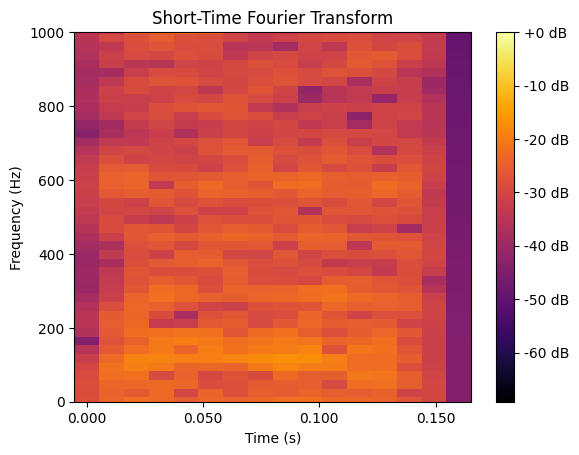 Short-Time Fourier Transform
1000
800
600
400
200
0
Frequency (Hz)
0.000
0.050
0.100
0.150
Time (s)
+0 dB
-10 dB
-20 dB
-30 dB
-40 dB
-50 dB
-60 dB